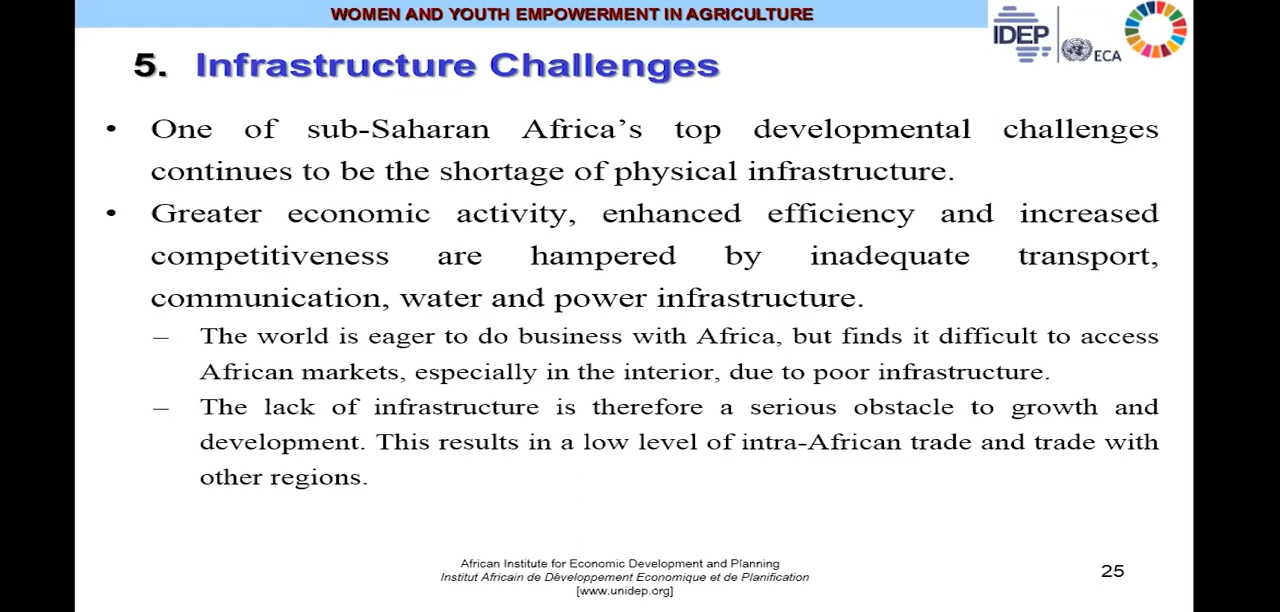 WOMEN AND YOUTH EMPOWERMENT IN AGRICULTURE
IDEP
ECA
5. Infrastructure Challenges
• One of sub-Saharan Africa's top developmental challenges
continues to be the shortage of physical infrastructure.
• Greater economic activity, enhanced efficiency and increased
competitiveness are hampered by inadequate transport,
communication, water and power infrastructure.
– The world is eager to do business with Africa, but finds it difficult to access
African markets, especially in the interior, due to poor infrastructure.
– The lack of infrastructure is therefore a serious obstacle to growth and
development. This results in a low level of intra-African trade and trade with
other regions.
African Institute for Economic Development and Planning
Institut Africain de Développement Economique et de Planification
[www.unidep.org]
25